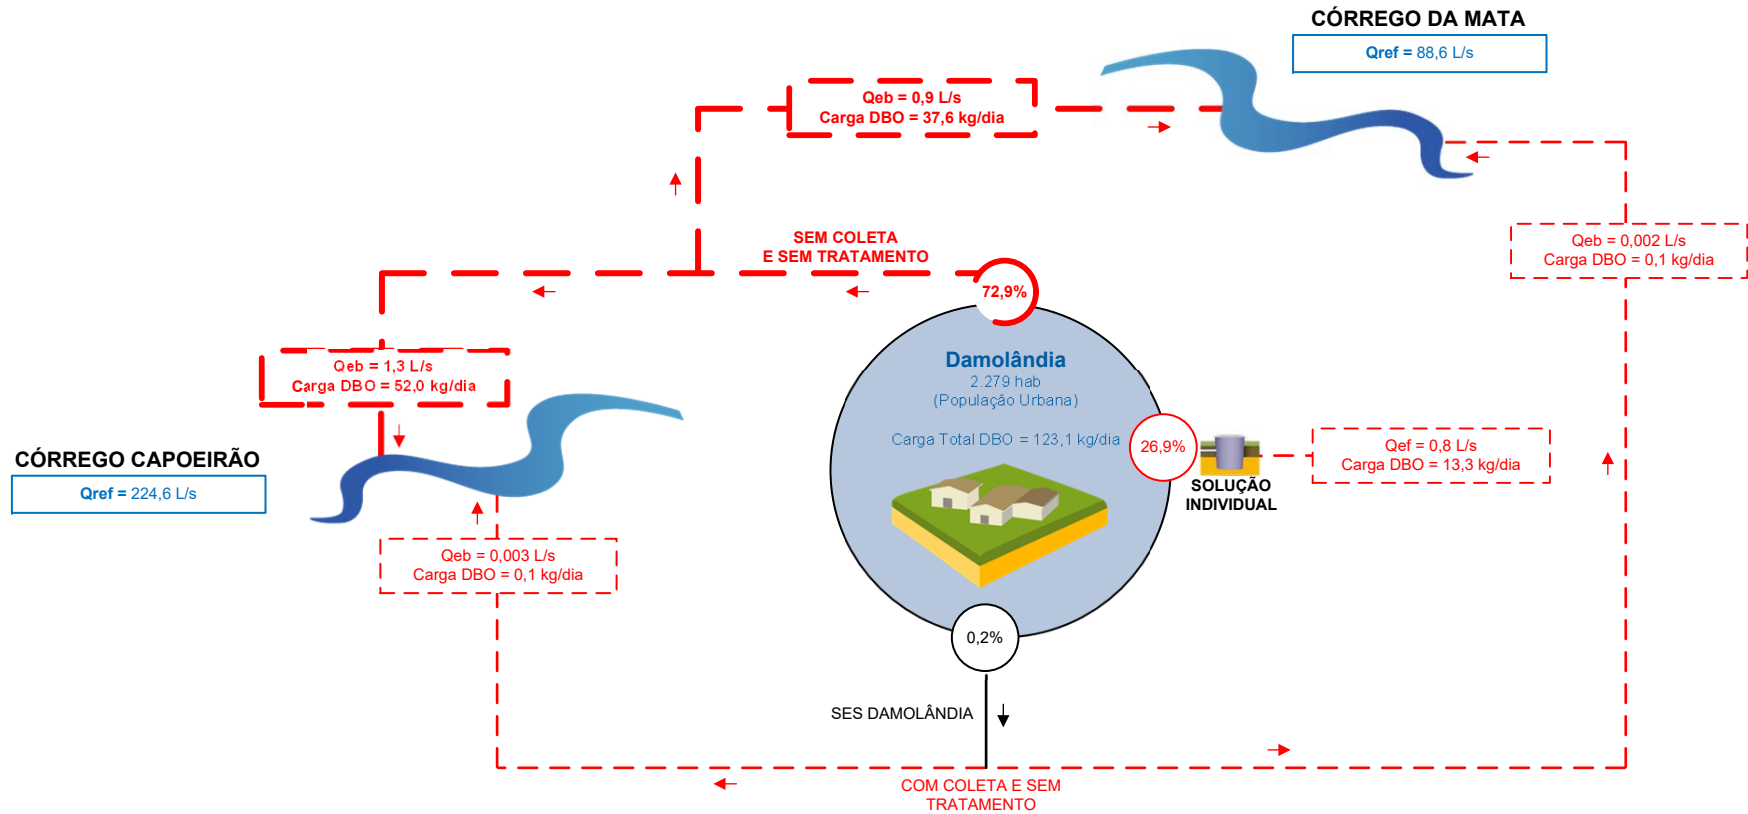 CÓRREGO DA MATA
Qref = 88,6 L/s
Qeb = 0,9 L/s
Carga DBO = 37,6 kg/dia
SEM COLETA
E SEM TRATAMENTO
72,9%
Qeb = 0,002 L/s
Carga DBO = 0,1 kg/dia
Qeb = 1,3 L/s
Carga DBO = 52,0 kg/dia
Damolândia
2.279 hab
(População Urbana)
Carga Total DBO = 123,1 kg/dia
26,9%
SOLUÇÃO
INDIVIDUAL
Qef = 0,8 L/s
Carga DBO = 13,3 kg/dia
CÓRREGO CAPOEIRÃO
Qref = 224,6 L/s
Qeb = 0,003 L/s
Carga DBO = 0,1 kg/dia
0,2%
SES DAMOLÂNDIA
COM COLETA E SEM
TRATAMENTO